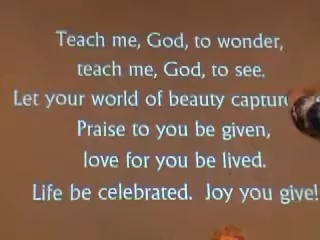 Teach me, God, to wonder,
teach me, God, to see.
Let your world of beauty capture
Praise to you be given,
love for you be lived.
Life be celebrated. Joy you give!